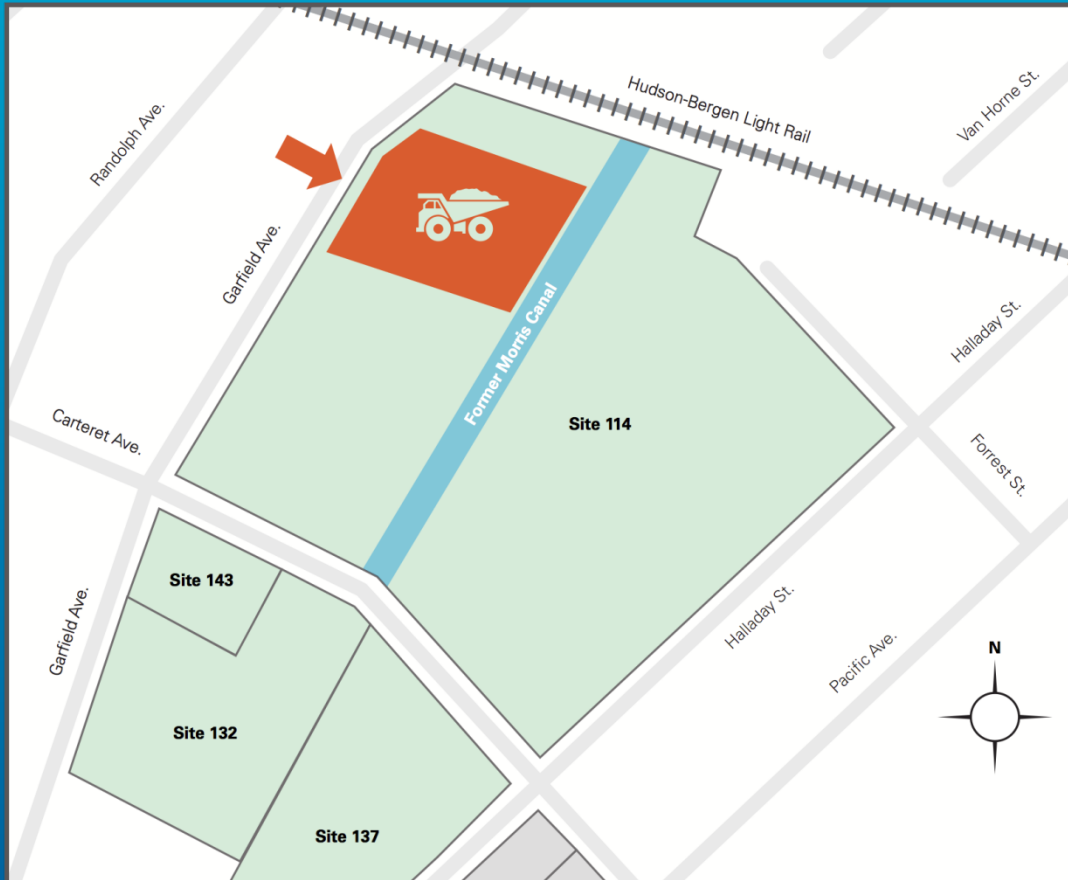 Hudson-Bergen Light Rail
Van Horne St.
Randolph Ave.
Garfield Ave.
Former Morris Canal
Halladay St.
Site 114
Carteret Ave.
Forrest St.
Site 143
Garfield Ave.
Halladay St.
Pacific Ave.
N
Site 132
Site 137